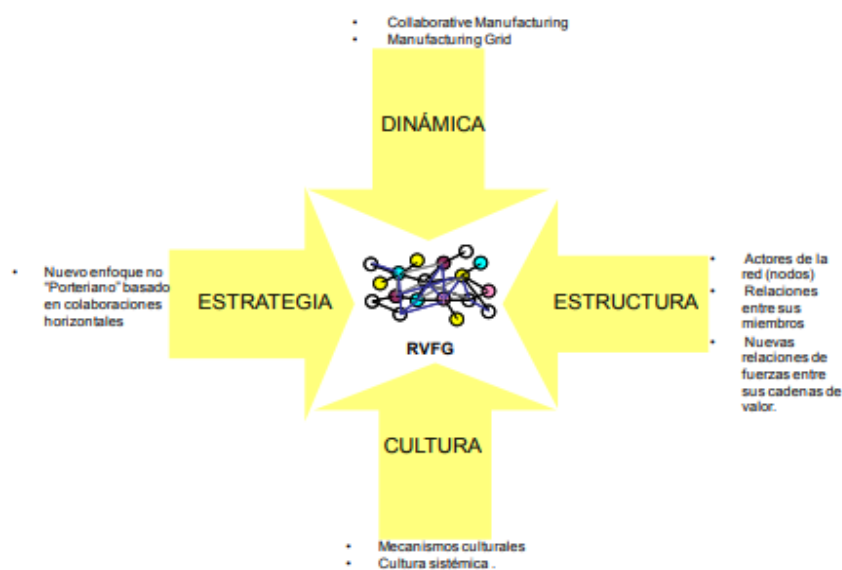 • Collaborative Manufacturing
• Manufacturing Grid
DINÁMICA
• Nuevo enfoque no
"Porteriano" basado
en colaboraciones
horizontales
ESTRATEGIA
RVFG
ESTRUCTURA
• Actores de la
red (nodos)
• Relaciones
entre sus
miembros
• Nuevas
relaciones de
fuerzas entre
sus cadenas de
valor.
CULTURA
• Mecanismos culturales
• Cultura sistémica .